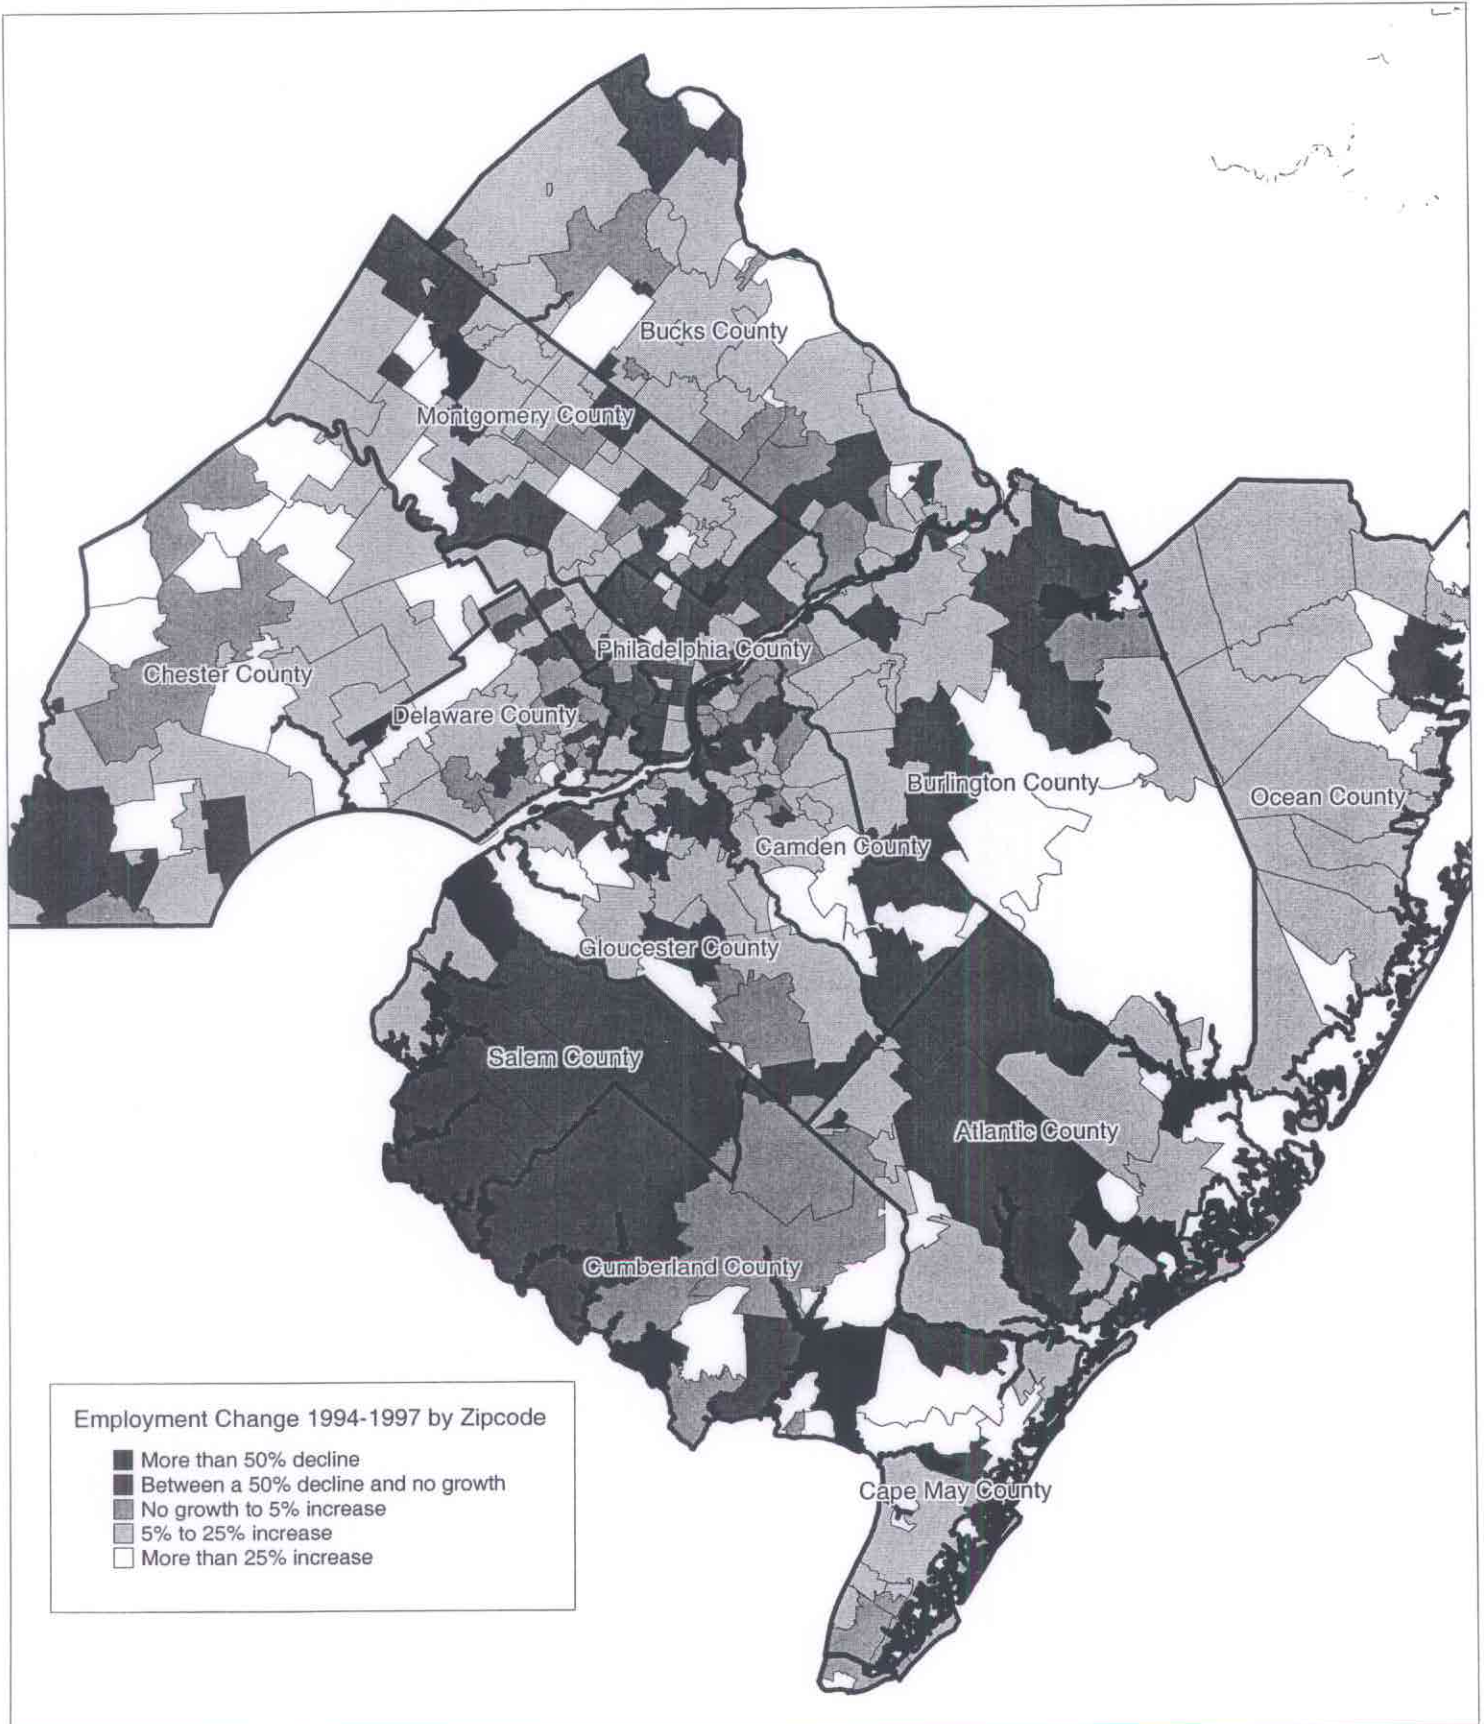 Bucks County
Montgomery County
Philadelphia County
Chester County
Delaware County
Burlington County
Ocean County
Camden County
Gloucester County
Salem County
Atlantic County
Cumberland County
Employment Change 1994-1997 by Zipcode
More than 50% decline
Between a 50% decline and no growth
No growth to 5% increase
5% to 25% increase
More than 25% increase
Cape May County